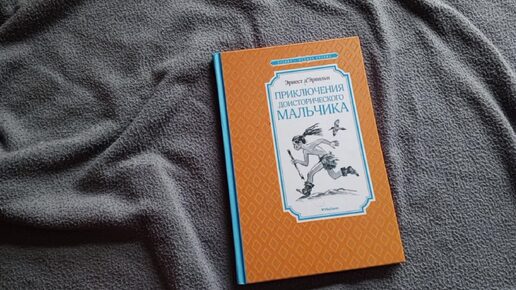 Эрнест д'Эрвильи
ПРИКЛЮЧЕНИЯ
ДОИСТОРИЧЕСКОГО
МАЛЬЧИКА